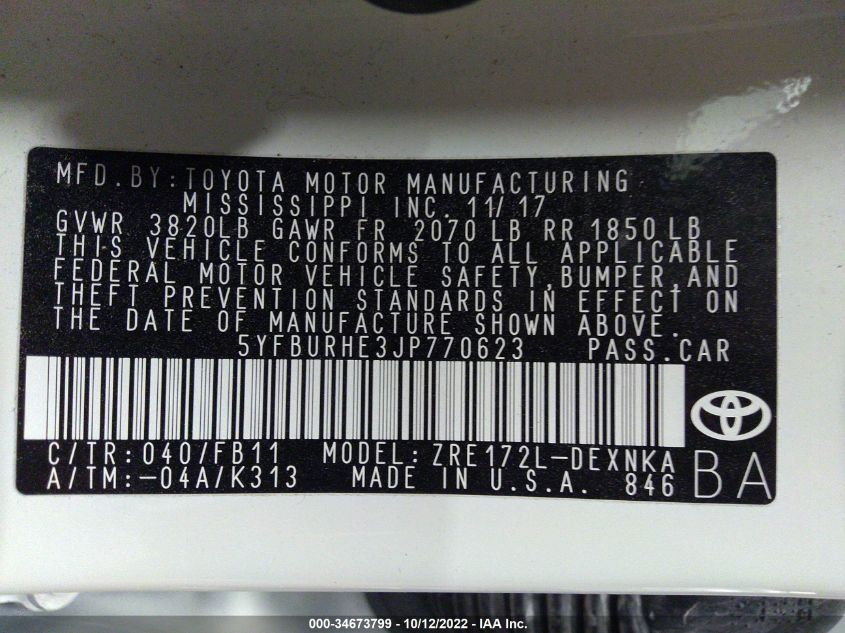 MFD.BY:TOYOTA MOTOR MANUFACTURING
MISSISSIPPI INC. 11/17
GVWR 3820LB GAWR FR 2070 LB RR 1850 LB
THIS VEHICLE CONFORMS TO ALL APPLICABLE
FEDERAL MOTOR VEHICLE SAFETY,BUMPER,AND
THEFT PREVENTION STANDARDS IN EFFECT ON
THE DATE OF MANUFACTURE SHOWN ABOVE.
5YFBURHE3JP770623 PASS.CAR
C/TR:040/FB11 MODEL:ZRE172L-DEXNKA
A/TM:-04A/K313 MADE IN U.S.A. 846
BA
000-34673799 - 10/12/2022 - IAA Inc.